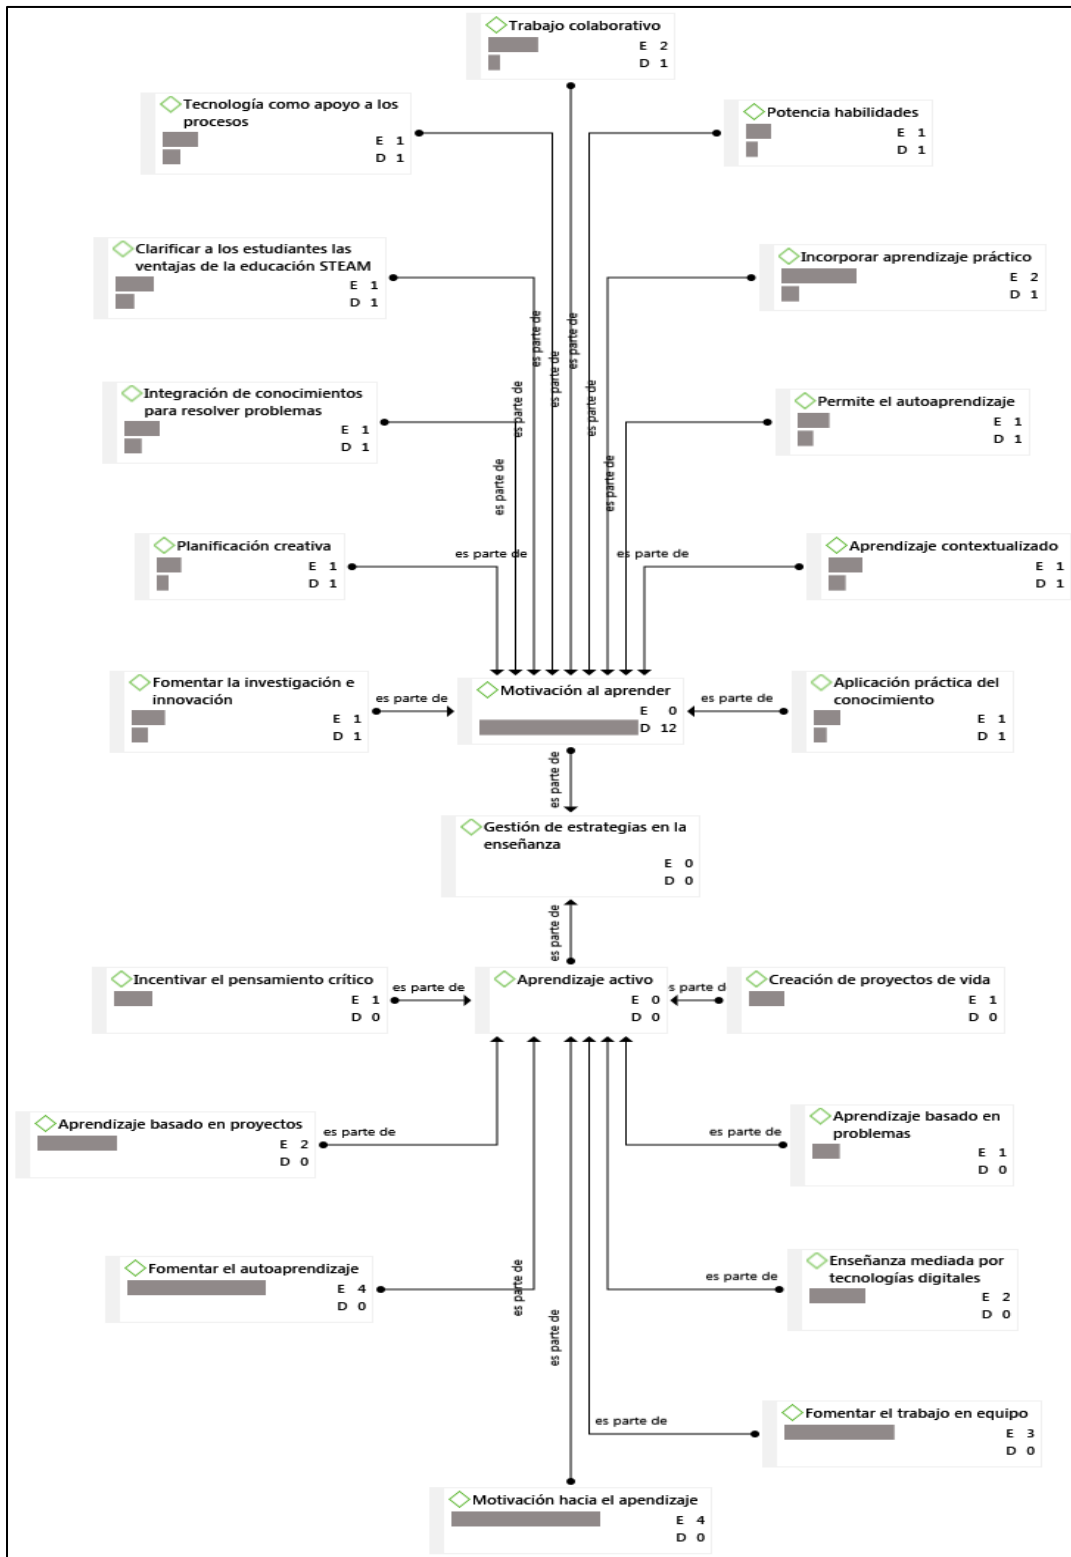 Trabajo colaborativo
E 2
D 1
Tecnología como apoyo a los
procesos
E 1
D 1
Potencia habilidades
E 1
D 1
Clarificar a los estudiantes las
ventajas de la educación STEAM
E 1
D 1
Incorporar aprendizaje práctico
E 2
D 1
es parte de
es parte de
es parte de
es parte de
es parte de
Integración de conocimientos
para resolver problemas
E 1
D 1
Permite el autoaprendizaje
E 1
D 1
es parte de
es parte de
es parte de
Planificación creativa
E 1
D 1
es parte de
es parte de
Aprendizaje contextualizado
E 1
D 1
Fomentar la investigación e
innovación
E 1
D 1
es parte de
Motivación al aprender
E 0
D 12
es parte de
Aplicación práctica del
conocimiento
E 1
D 1
es parte de
Gestión de estrategias en la
enseñanza
E 0
D 0
es parte de
Incentivar el pensamiento crítico
E 1
D 0
es parte de
Aprendizaje activo
E 0
D 0
es parte d
Creación de proyectos de vida
E 1
D 0
Aprendizaje basado en proyectos
E 2
D 0
es parte de
es parte de
Aprendizaje basado en
problemas
E 1
D 0
Fomentar el autoaprendizaje
E 4
D 0
es parte de
es parte de
es parte de
Enseñanza mediada por
tecnologías digitales
E 2
D 0
es parte de
Fomentar el trabajo en equipo
E 3
D 0
Motivación hacia el apendizaje
E 4
D 0